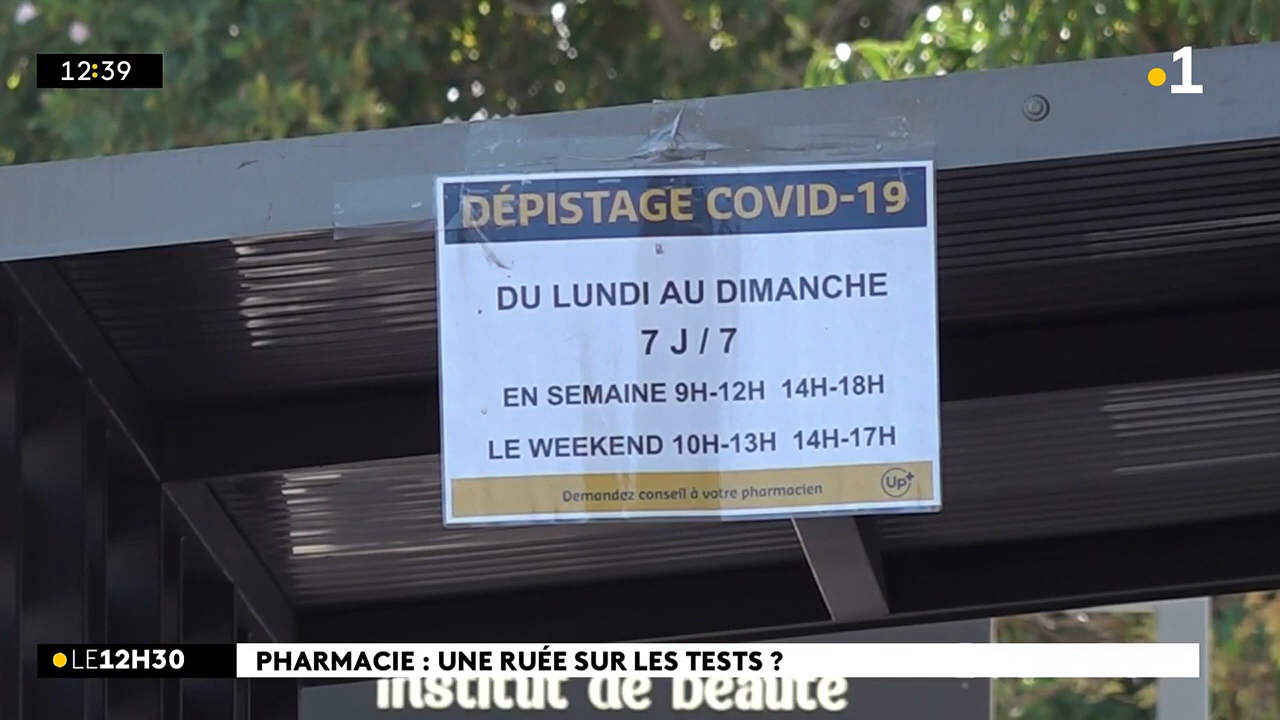 12:39
1
DÉPISTAGE COVID-19
DU LUNDI AU DIMANCHE
7 J / 7
EN SEMAINE 9H-12H 14H-18H
LE WEEKEND 10H-13H 14H-17H
Demandez conseil à votre pharmacien
Up+
LE12H30
PHARMACIE : UNE RUÉE SUR LES TESTS ?
institut de beauté